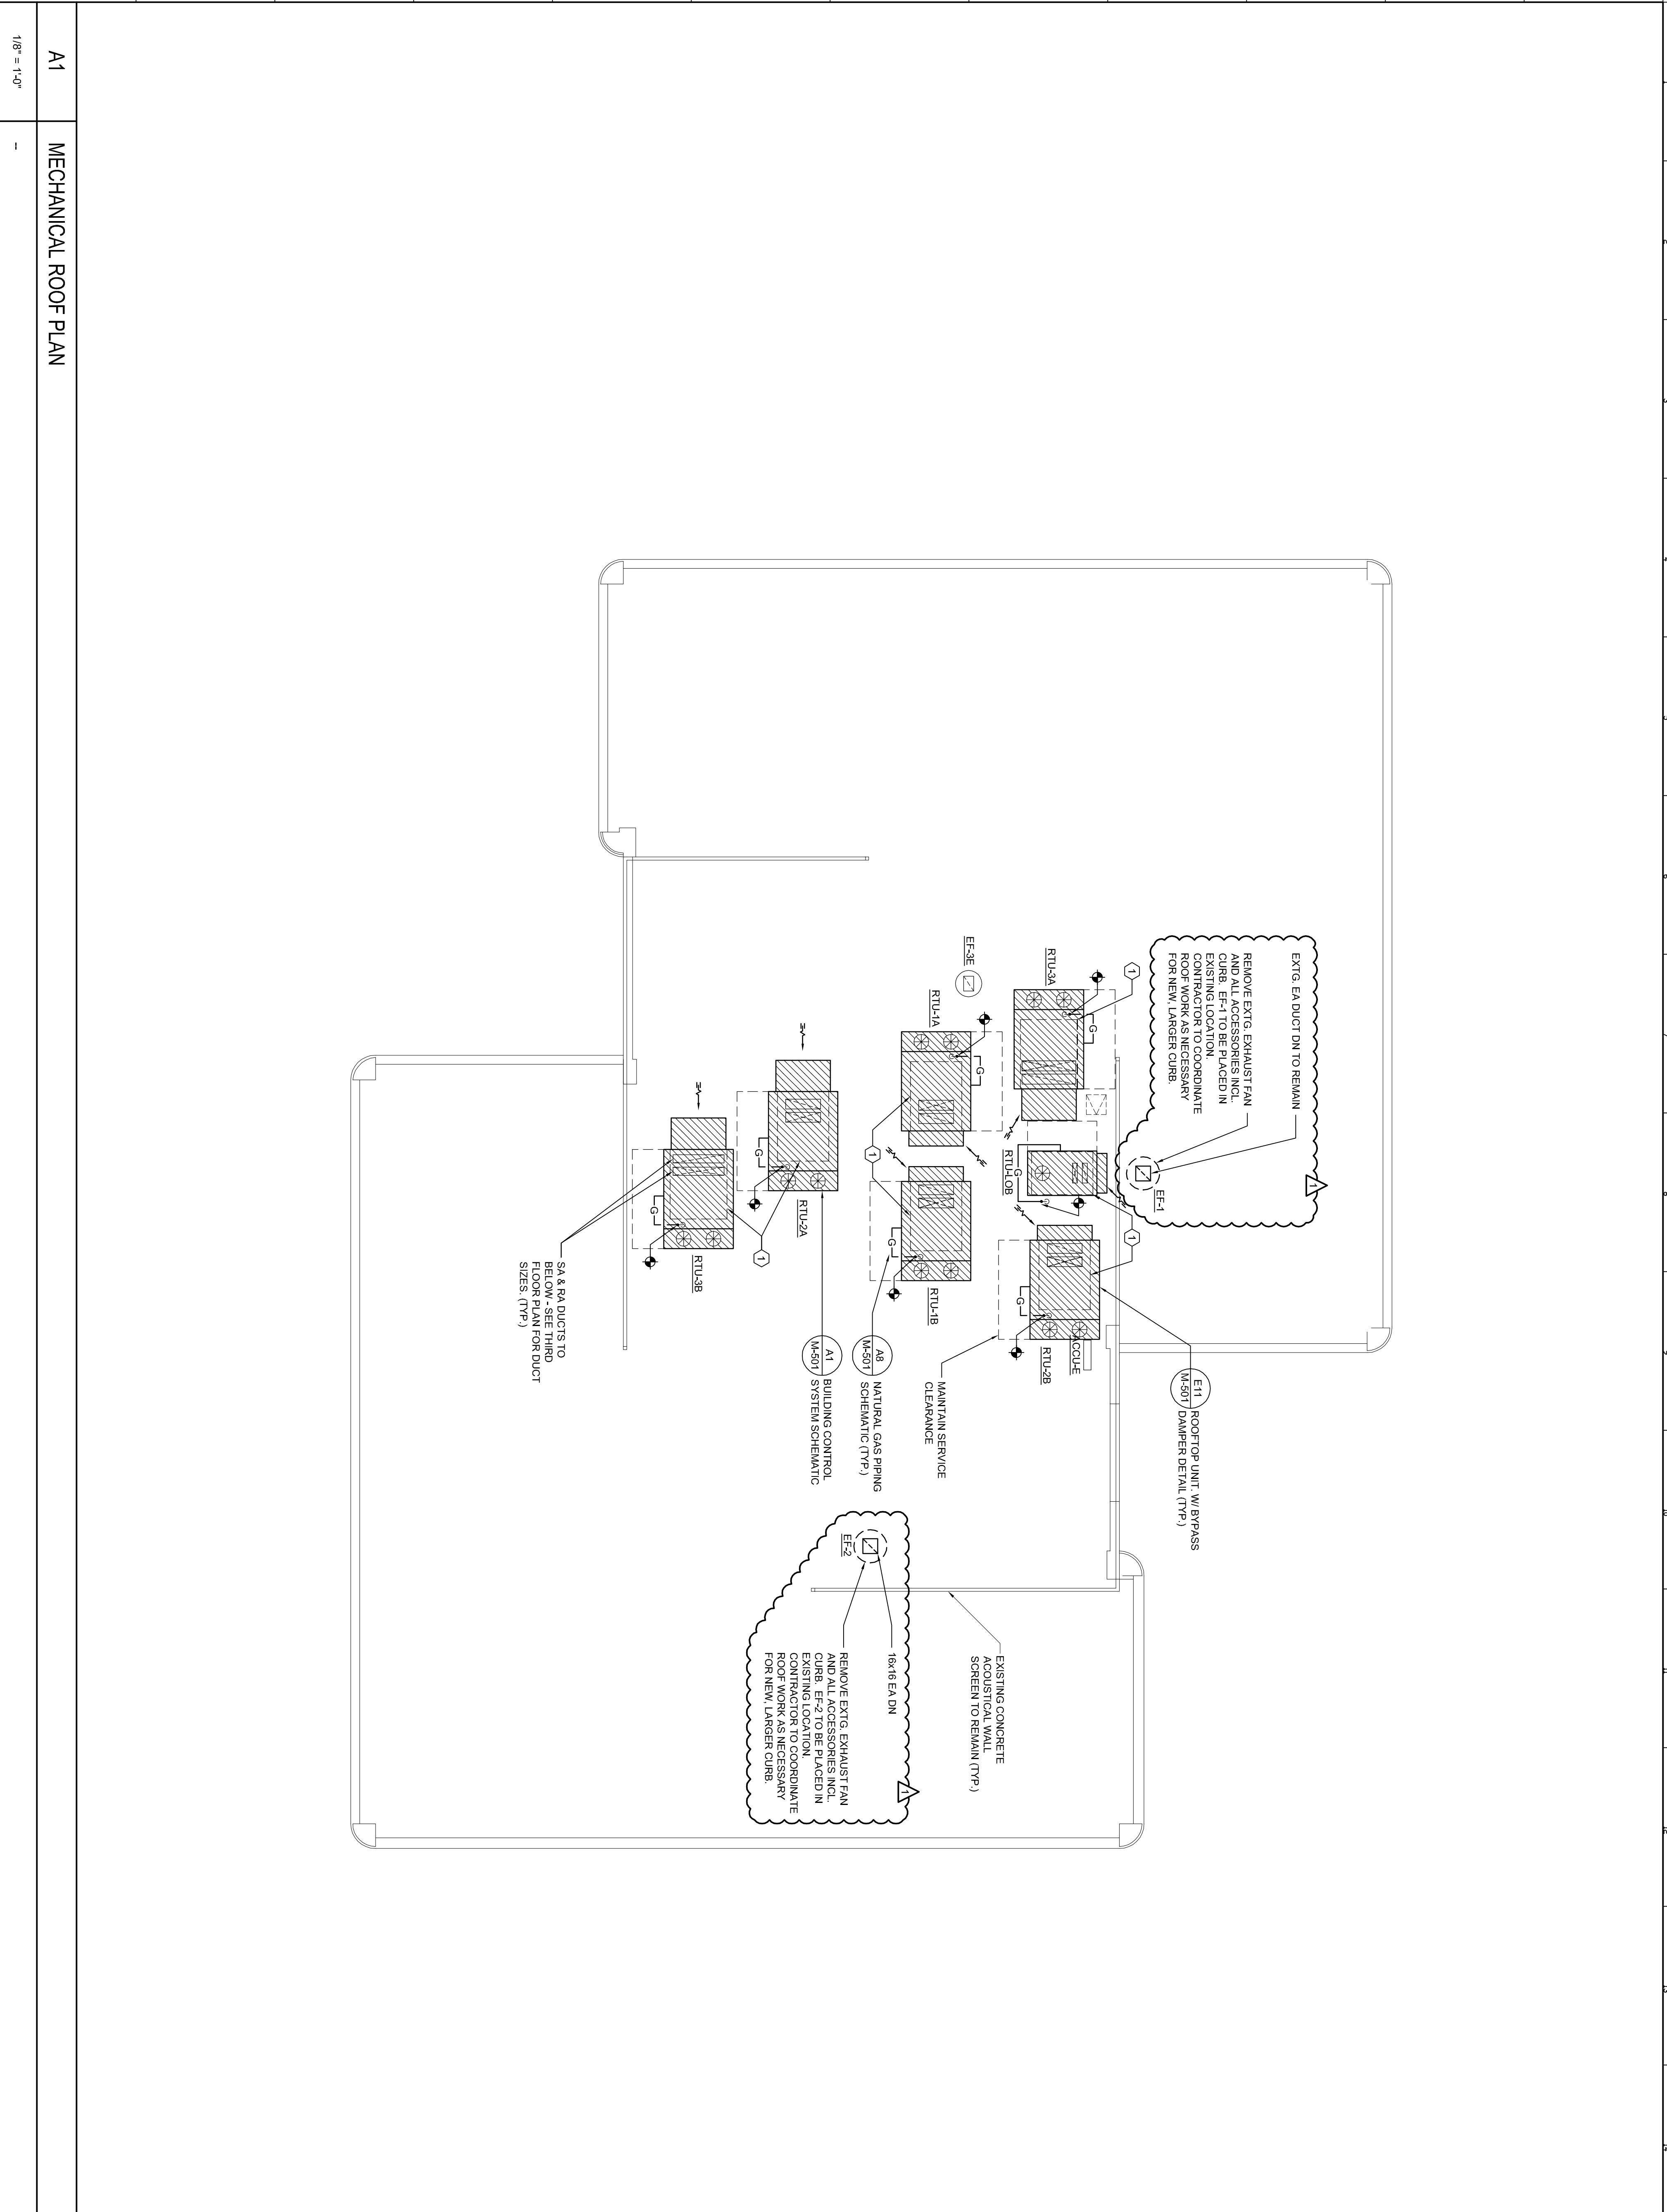 EXTG. EA DUCT DN TO REMAIN
REMOVE EXTG. EXHAUST FAN
AND ALL ACCESSORIES INCL.
CURB. EF-1 TO BE PLACED IN
EXISTING LOCATION.
CONTRACTOR TO COORDINATE
ROOF WORK AS NECESSARY
FOR NEW, LARGER CURB.
1
EF-1
1
1
E11
M-501
ROOFTOP UNIT. W/ BYPASS
DAMPER DETAIL (TYP.)
RTU-3A
G
RTU-LOB
G
ACCU-E
RTU-2B
G
EF-3E
RTU-1A
G
1
RTU-1B
G
MAINTAIN SERVICE
CLEARANCE
EXISTING CONCRETE
ACOUSTICAL WALL
SCREEN TO REMAIN (TYP.)
A8
M-501
NATURAL GAS PIPING
SCHEMATIC (TYP.)
A1
M-501
BUILDING CONTROL
SYSTEM SCHEMATIC
1
16x16 EA DN
EF-2
REMOVE EXTG. EXHAUST FAN
AND ALL ACCESSORIES INCL.
CURB. EF-2 TO BE PLACED IN
EXISTING LOCATION.
CONTRACTOR TO COORDINATE
ROOF WORK AS NECESSARY
FOR NEW, LARGER CURB.
RTU-2A
G
1
RTU-3B
G
SA & RA DUCTS TO
BELOW - SEE THIRD
FLOOR PLAN FOR DUCT
SIZES. (TYP.)
A1
MECHANICAL ROOF PLAN
1/8" = 1'-0"
--